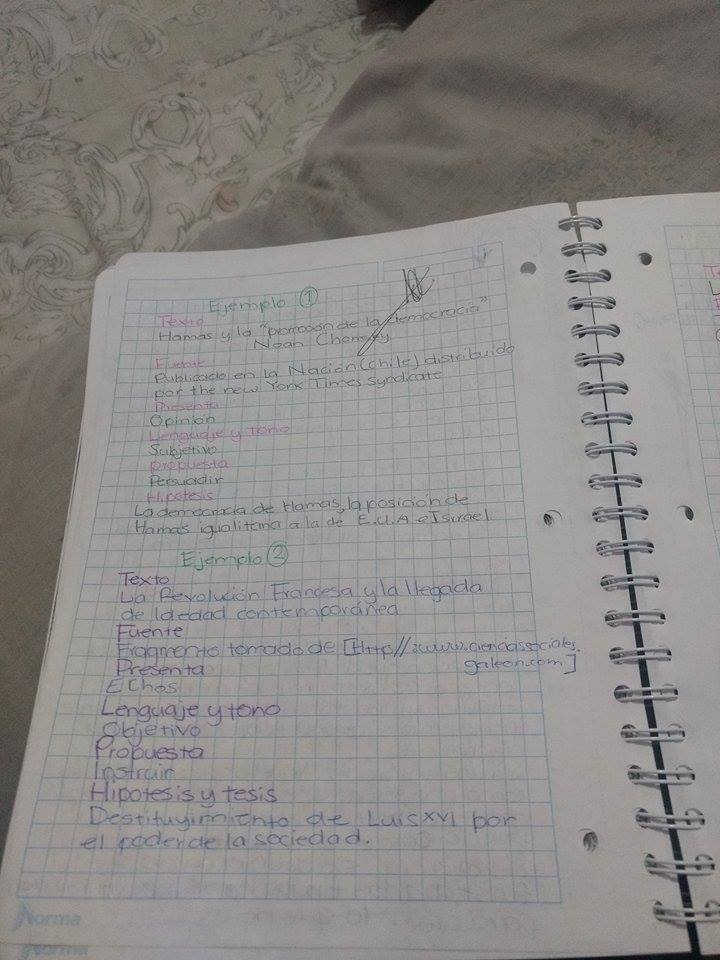 Ejemplo 1
Texto
Hamas y la "promoción de la democracia"
Noan Chomsky
Fuente
Publicado en la Nación (chile) distribuido
por the new York Times Syndicate
Presenta
Opinión
Lenguaje y Tono
Subjetivo
Propuesta
Persuadir
Hipotesis
La democracia de Hamas, la posición de
Hamas igualitaria a la de E.U.A e Isrrael
Ejemplo 2
Texto
La Revolución Francesa y la llegada
de la edad contemporánea
Fuente
Fragmento tomado de [Http//:www.cienciassociales.
galeon.com]
Presenta
EChos
Lenguaje y tono
Objetivo
Propuesta
Instruir
Hipotesis y tesis
Destituyimiento de Luis XVI por
el poder de la sociedad.
Norma
Norma